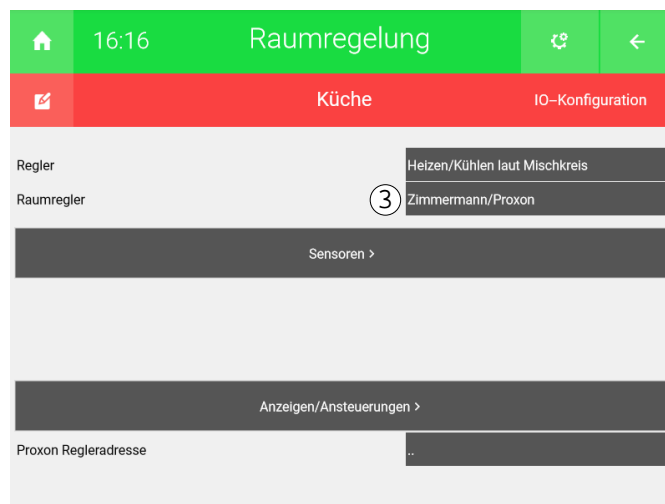 16:16 Raumregelung
Küche IO–Konfiguration
Regler Heizen/Kühlen laut Mischkreis
Raumregler ③ Zimmermann/Proxon
Sensoren >
Anzeigen/Ansteuerungen >
Proxon Regleradresse ..